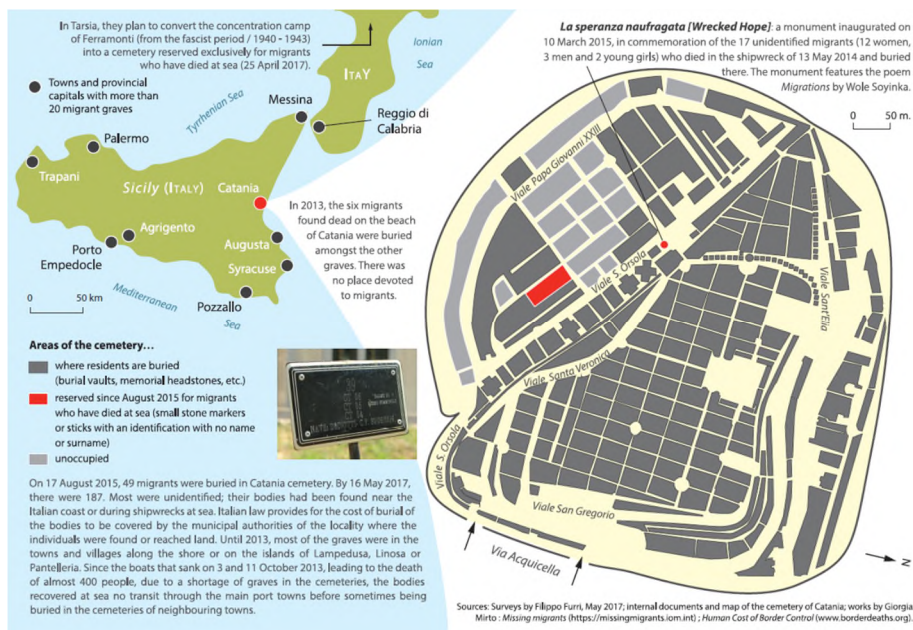 In Tarsia, they plan to convert the concentration camp
of Ferramonti (from the fascist period / 1940 - 1943)
into a cemetery reserved exclusively for migrants
who have died at sea (25 April 2017).
Ionian
Sea
ITaY
Towns and provincial
capitals with more than
20 migrant graves
Tyrrhenian Sea
Messina
Reggio di
Calabria
Palermo
Trapani
Sicily (ITALY)
Catania
Agrigento
Porto
Empedocle
Augusta
Syracuse
Pozzallo
Mediterranean
Sea
0 50 km
In 2013, the six migrants
found dead on the beach
of Catania were buried
amongst the other
graves. There was
no place devoted
to migrants.
La speranza naufragata [Wrecked Hope]: a monument inaugurated on
10 March 2015, in commemoration of the 17 unidentified migrants (12 women,
3 men and 2 young girls) who died in the shipwreck of 13 May 2014 and buried
there. The monument features the poem
Migrations by Wole Soyinka.
0 50 m.
Viale Papa Giovanni XXIII
Viale S. Orsola
Viale Sant'Elia
Viale Santa Veronica
Viale S. Orsola
Viale San Gregorio
Via Acquicella
N
Areas of the cemetery...
where residents are buried
(burial vaults, memorial headstones, etc.)
reserved since August 2015 for migrants
who have died at sea (small stone markers
or sticks with an identification with no name
or surname)
unoccupied
On 17 August 2015, 49 migrants were buried in Catania cemetery. By 16 May 2017,
there were 187. Most were unidentified; their bodies had been found near the
Italian coast or during shipwrecks at sea. Italian law provides for the cost of burial of
the bodies to be covered by the municipal authorities of the locality where the
individuals were found or reached land. Until 2013, most of the graves were in the
towns and villages along the shore or on the islands of Lampedusa, Linosa or
Pantelleria. Since the boats that sank on 3 and 11 October 2013, leading to the death
of almost 400 people, due to a shortage of graves in the cemeteries, the bodies
recovered at sea no transit through the main port towns before sometimes being
buried in the cemeteries of neighbouring towns.
Sources: Surveys by Filippo Furri, May 2017; internal documents and map of the cemetery of Catania; works by Giorgia
Mirto : Missing migrants (https://missingmigrants.iom.int) ; Human Cost of Border Control (www.borderdeaths.org).